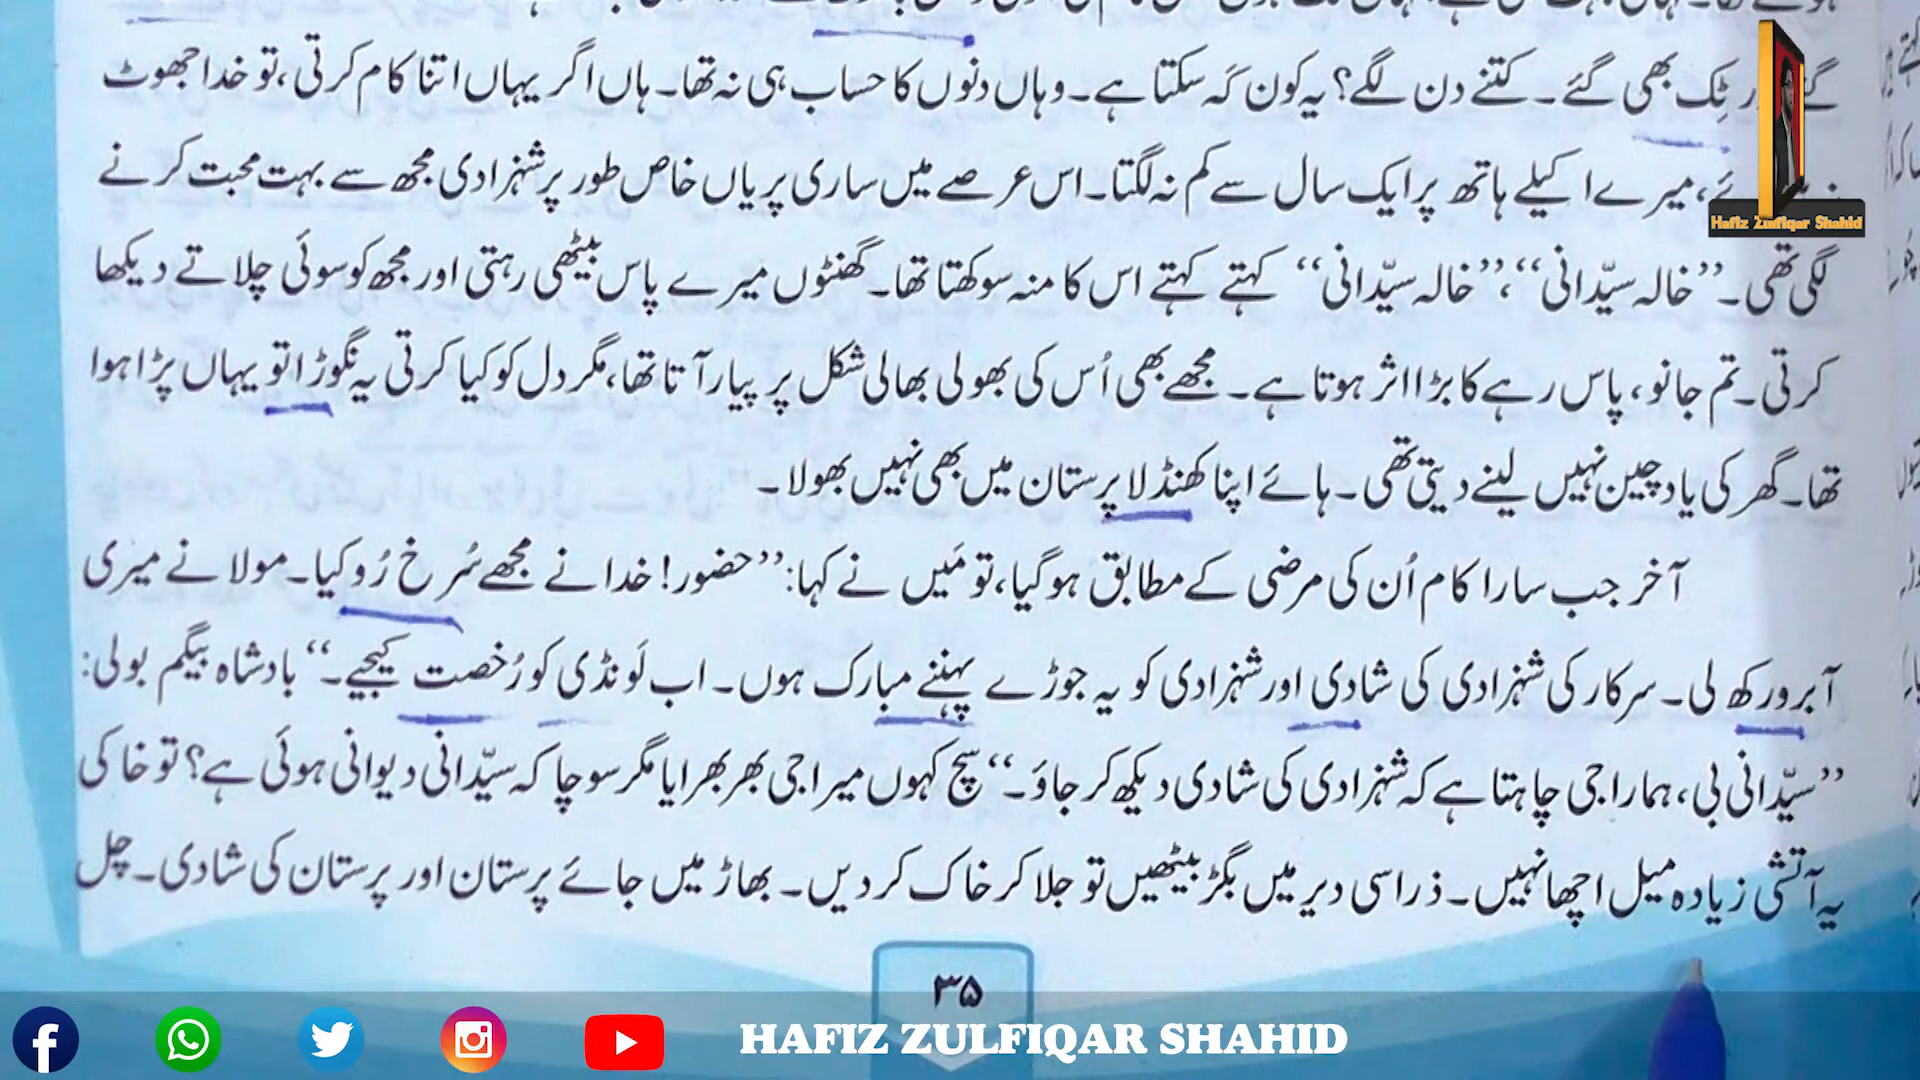 گئے ر ٹِک بھی گئے۔ کتنے دن لگے؟ یہ کون کَہ سکتا ہے۔ وہاں دنوں کا حساب ہی نہ تھا۔ ہاں اگر یہاں اتنا کام کرتی، تو خدا جھوٹ
میرے اکیلے ہاتھ پر ایک سال سے کم نہ لگتا۔ اس عرصے میں ساری پریاں خاص طور پر شہزادی مجھ سے بہت محبت کرنے
لگی تھی۔ ’’خالہ سیّدانی‘‘، ’’خالہ سیّدانی‘‘ کہتے کہتے اس کا منہ سوکھتا تھا۔ گھنٹوں میرے پاس بیٹھی رہتی اور مجھ کو سوئی چلاتے دیکھا
کرتی۔ تم جانو، پاس رہے کا بڑا اثر ہوتا ہے۔ مجھے بھی اُس کی بھولی بھالی شکل پر پیار آتا تھا، مگر دل کو کیا کرتی یہ نگوڑا تو یہاں پڑا ہوا
تھا۔ گھر کی یاد چین نہیں لینے دیتی تھی۔ ہائے اپنا کھنڈلا پرستان میں بھی نہیں بھولا۔
آخر جب سارا کام اُن کی مرضی کے مطابق ہو گیا، تو مَیں نے کہا: ’’حضور! خدا نے مجھے سُرخ رُو کیا۔ مولا نے میری
آبرو رکھ لی۔ سرکار کی شہزادی کی شادی اور شہزادی کو یہ جوڑے پہننے مبارک ہوں۔ اب لَونڈی کو رُخصت کیجیے۔‘‘ بادشاہ بیگم بولی:
’’سیّدانی بی، ہمارا جی چاہتا ہے کہ شہزادی کی شادی دیکھ کر جاؤ۔‘‘ سچ کہوں میرا جی بھربھرایا مگر سوچا کہ سیّدانی دیوانی ہوئی ہے؟ تو خاکی
یہ آتشی زیادہ میل اچھا نہیں۔ ذرا سی دیر میں بگڑ بیٹھیں تو جلا کر خاک کر دیں۔ بھاڑ میں جائے پرستان اور پرستان کی شادی۔ چل
۳۵
Hafiz Zulfiqar Shahid
HAFIZ ZULFIQAR SHAHID